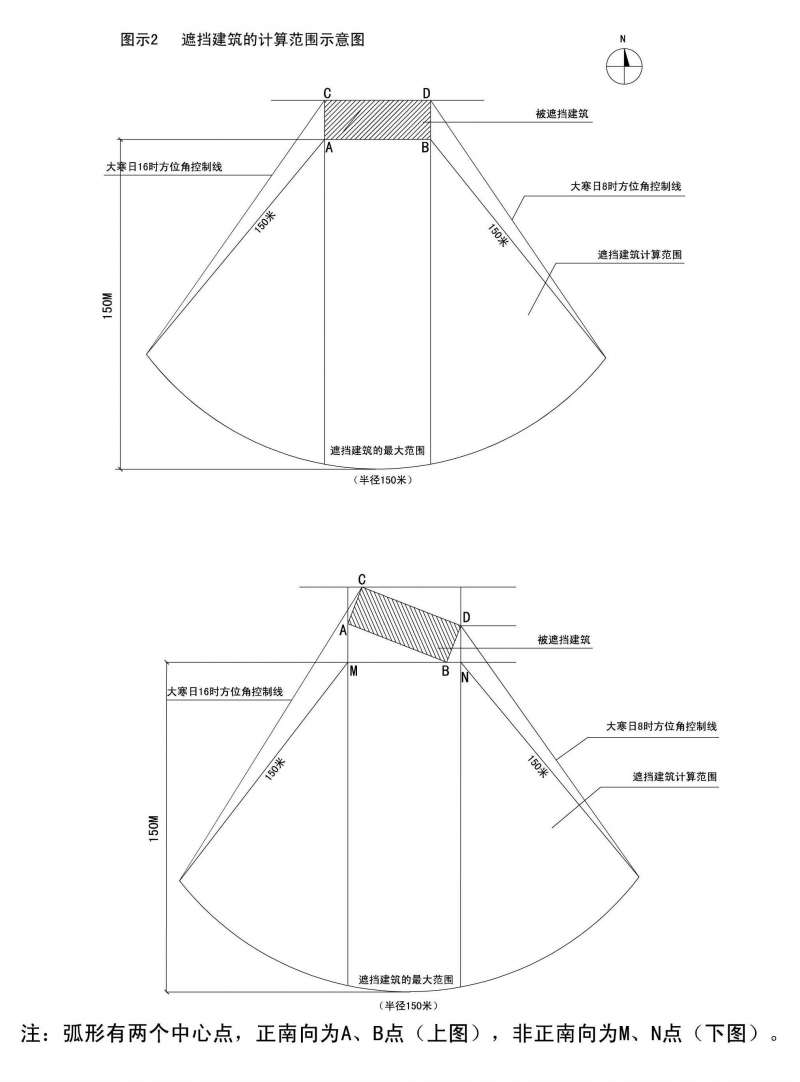 图示2 遮挡建筑的计算范围示意图
N
C
D
被遮挡建筑
A
B
大寒日16时方位角控制线
大寒日8时方位角控制线
150米
150米
遮挡建筑计算范围
150M
遮挡建筑的最大范围
(半径150米)
C
D
A
被遮挡建筑
M
B
N
大寒日16时方位角控制线
大寒日8时方位角控制线
150米
150米
遮挡建筑计算范围
150M
遮挡建筑的最大范围
(半径150米)
注：弧形有两个中心点，正南向为A、B点（上图），非正南向为M、N点（下图）。